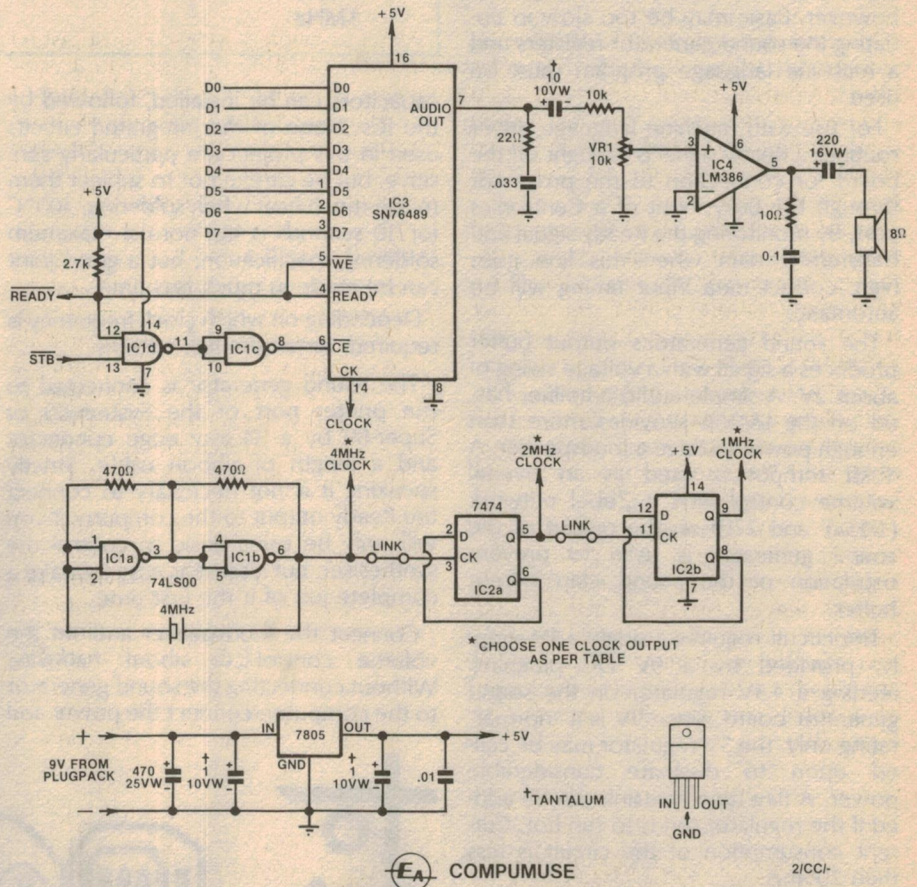 +5V
16
D0
D1
D2
D3
D4
D5
D6
D7
3
2
D0
D1
D2
D3
D4
D5
D6
D7
AUDIO OUT
7
IC3
SN76489
5
WE
4
READY
6
CE
CK
14
8
CLOCK
†
10
10VW
+ −
10k
22Ω
.033
VR1
10k
+5V
3
+
6
IC4
LM386
2
−
4
5
220
16VW
+ −
10Ω
0.1
8Ω
+5V
2.7k
READY
STB
12
13
14
IC1d
7
11
9
10
IC1c
8
470Ω
470Ω
1
2
IC1a
3
4
5
IC1b
6
74LS00
4MHz
LINK
4MHz
CLOCK
*
2MHz
CLOCK
7474
2
D
3
CK
Q
5
Q
6
IC2a
LINK
+5V
*
1MHz
CLOCK
14
12
D
11
CK
Q
9
Q
8
IC2b
7
*CHOOSE ONE CLOCK OUTPUT
AS PER TABLE
+
9V FROM
PLUGPACK
−
470
25VW
+
−
†
1
10VW
+
−
IN
7805
OUT
GND
†
1
10VW
+
−
.01
+5V
†TANTALUM
IN
OUT
GND
EA COMPUMUSE
2/CC/-